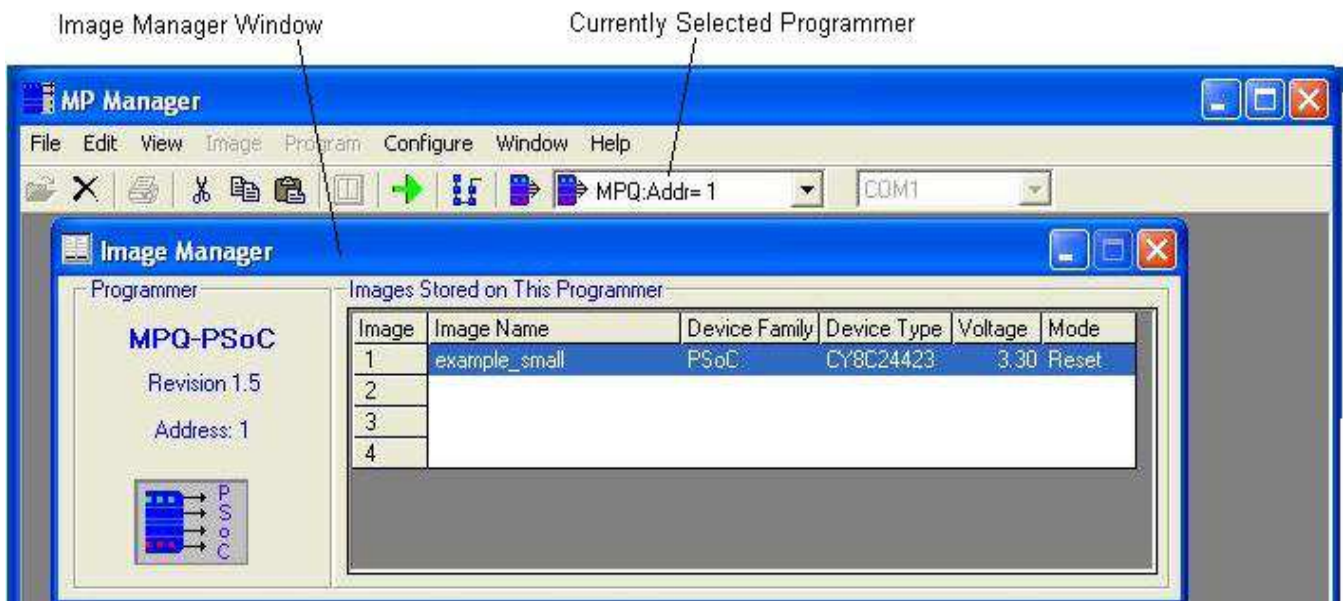 Image Manager Window
Currently Selected Programmer
MP Manager
File Edit View Image Program Configure Window Help
MPQ:Addr= 1
COM1
Image Manager
Programmer
Images Stored on This Programmer
MPQ-PSoC
Revision 1.5
Address: 1
PSoC
Image Image Name Device Family Device Type Voltage Mode
1 example_small PSoC CY8C24423 3.30 Reset
2
3
4